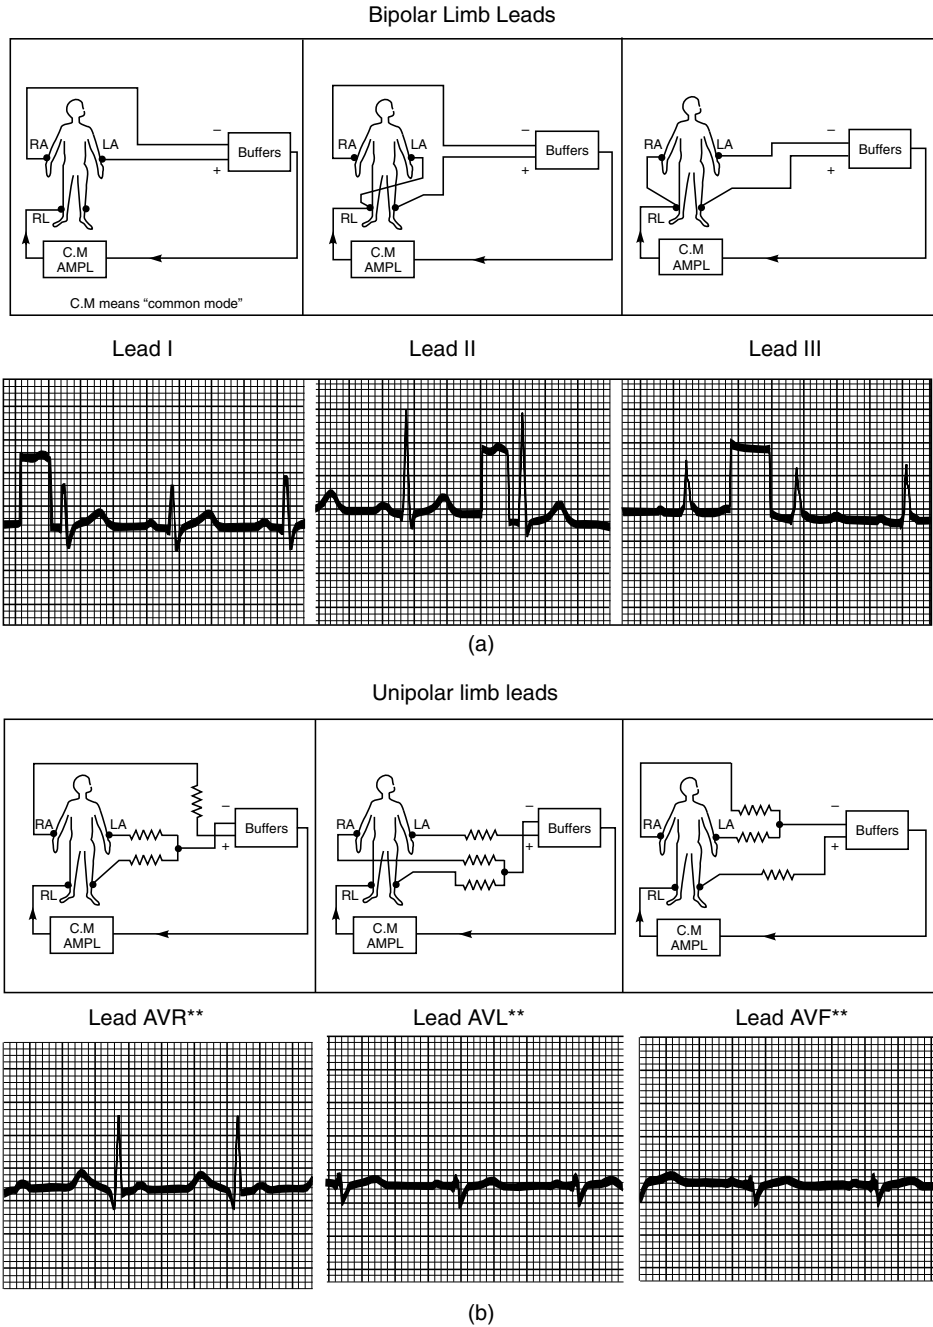 Bipolar Limb Leads
RA
LA
–
+
Buffers
RL
C.M
AMPL
C.M means “common mode”
RA
LA
–
+
Buffers
RL
C.M
AMPL
RA
LA
–
+
Buffers
RL
C.M
AMPL
Lead I
Lead II
Lead III
(a)
Unipolar limb leads
RA
LA
–
+
Buffers
RL
C.M
AMPL
RA
LA
–
+
Buffers
RL
C.M
AMPL
RA
LA
–
+
Buffers
RL
C.M
AMPL
Lead AVR**
Lead AVL**
Lead AVF**
(b)